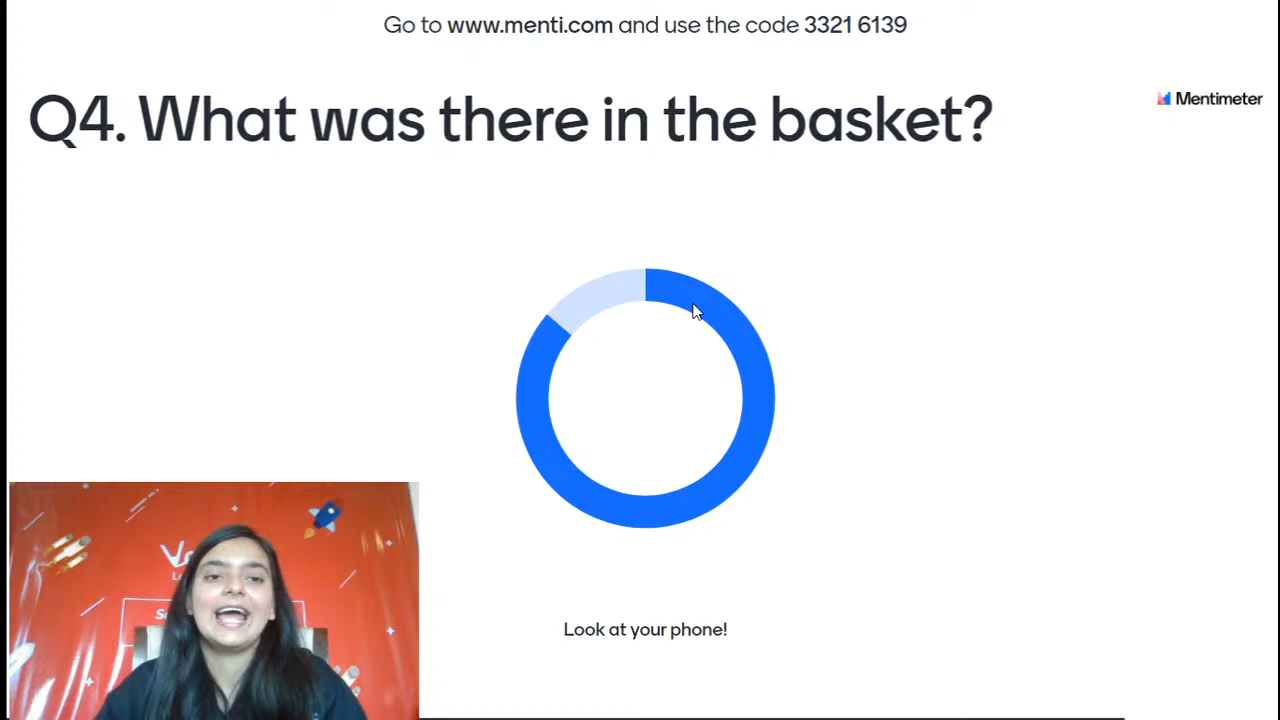 Go to www.menti.com and use the code 3321 6139
Q4. What was there in the basket?
Mentimeter
Look at your phone!